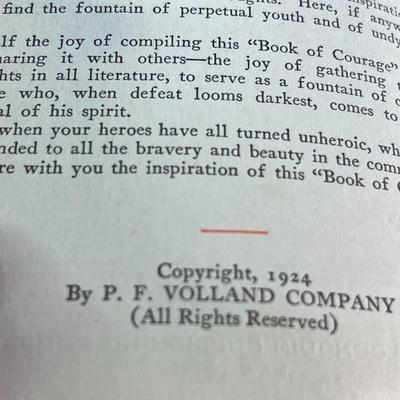 ghts. Here, if anyw
find the fountain of perpetual youth and of undy
lf the joy of compiling this “Book of Courage”
haring it with others—the joy of gathering
hts in all literature, to serve as a fountain of
e who, when defeat looms darkest, comes to
al of his spirit.
when your heroes have all turned unheroic, wh
nded to all the bravery and beauty in the com
re with you the inspiration of this “Book of
Copyright, 1924
By P. F. VOLLAND COMPANY
(All Rights Reserved)